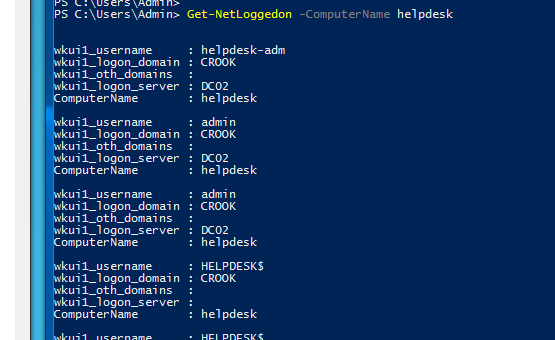 PS C:\Users\Admin>
PS C:\Users\Admin> Get-NetLoggedon -ComputerName helpdesk
wkui1_username : helpdesk-adm
wkui1_logon_domain : CROOK
wkui1_oth_domains :
wkui1_logon_server : DC02
ComputerName : helpdesk
wkui1_username : admin
wkui1_logon_domain : CROOK
wkui1_oth_domains :
wkui1_logon_server : DC02
ComputerName : helpdesk
wkui1_username : admin
wkui1_logon_domain : CROOK
wkui1_oth_domains :
wkui1_logon_server : DC02
ComputerName : helpdesk
wkui1_username : HELPDESK$
wkui1_logon_domain : CROOK
wkui1_oth_domains :
wkui1_logon_server :
ComputerName : helpdesk
wkui1_username : HELPDESK$